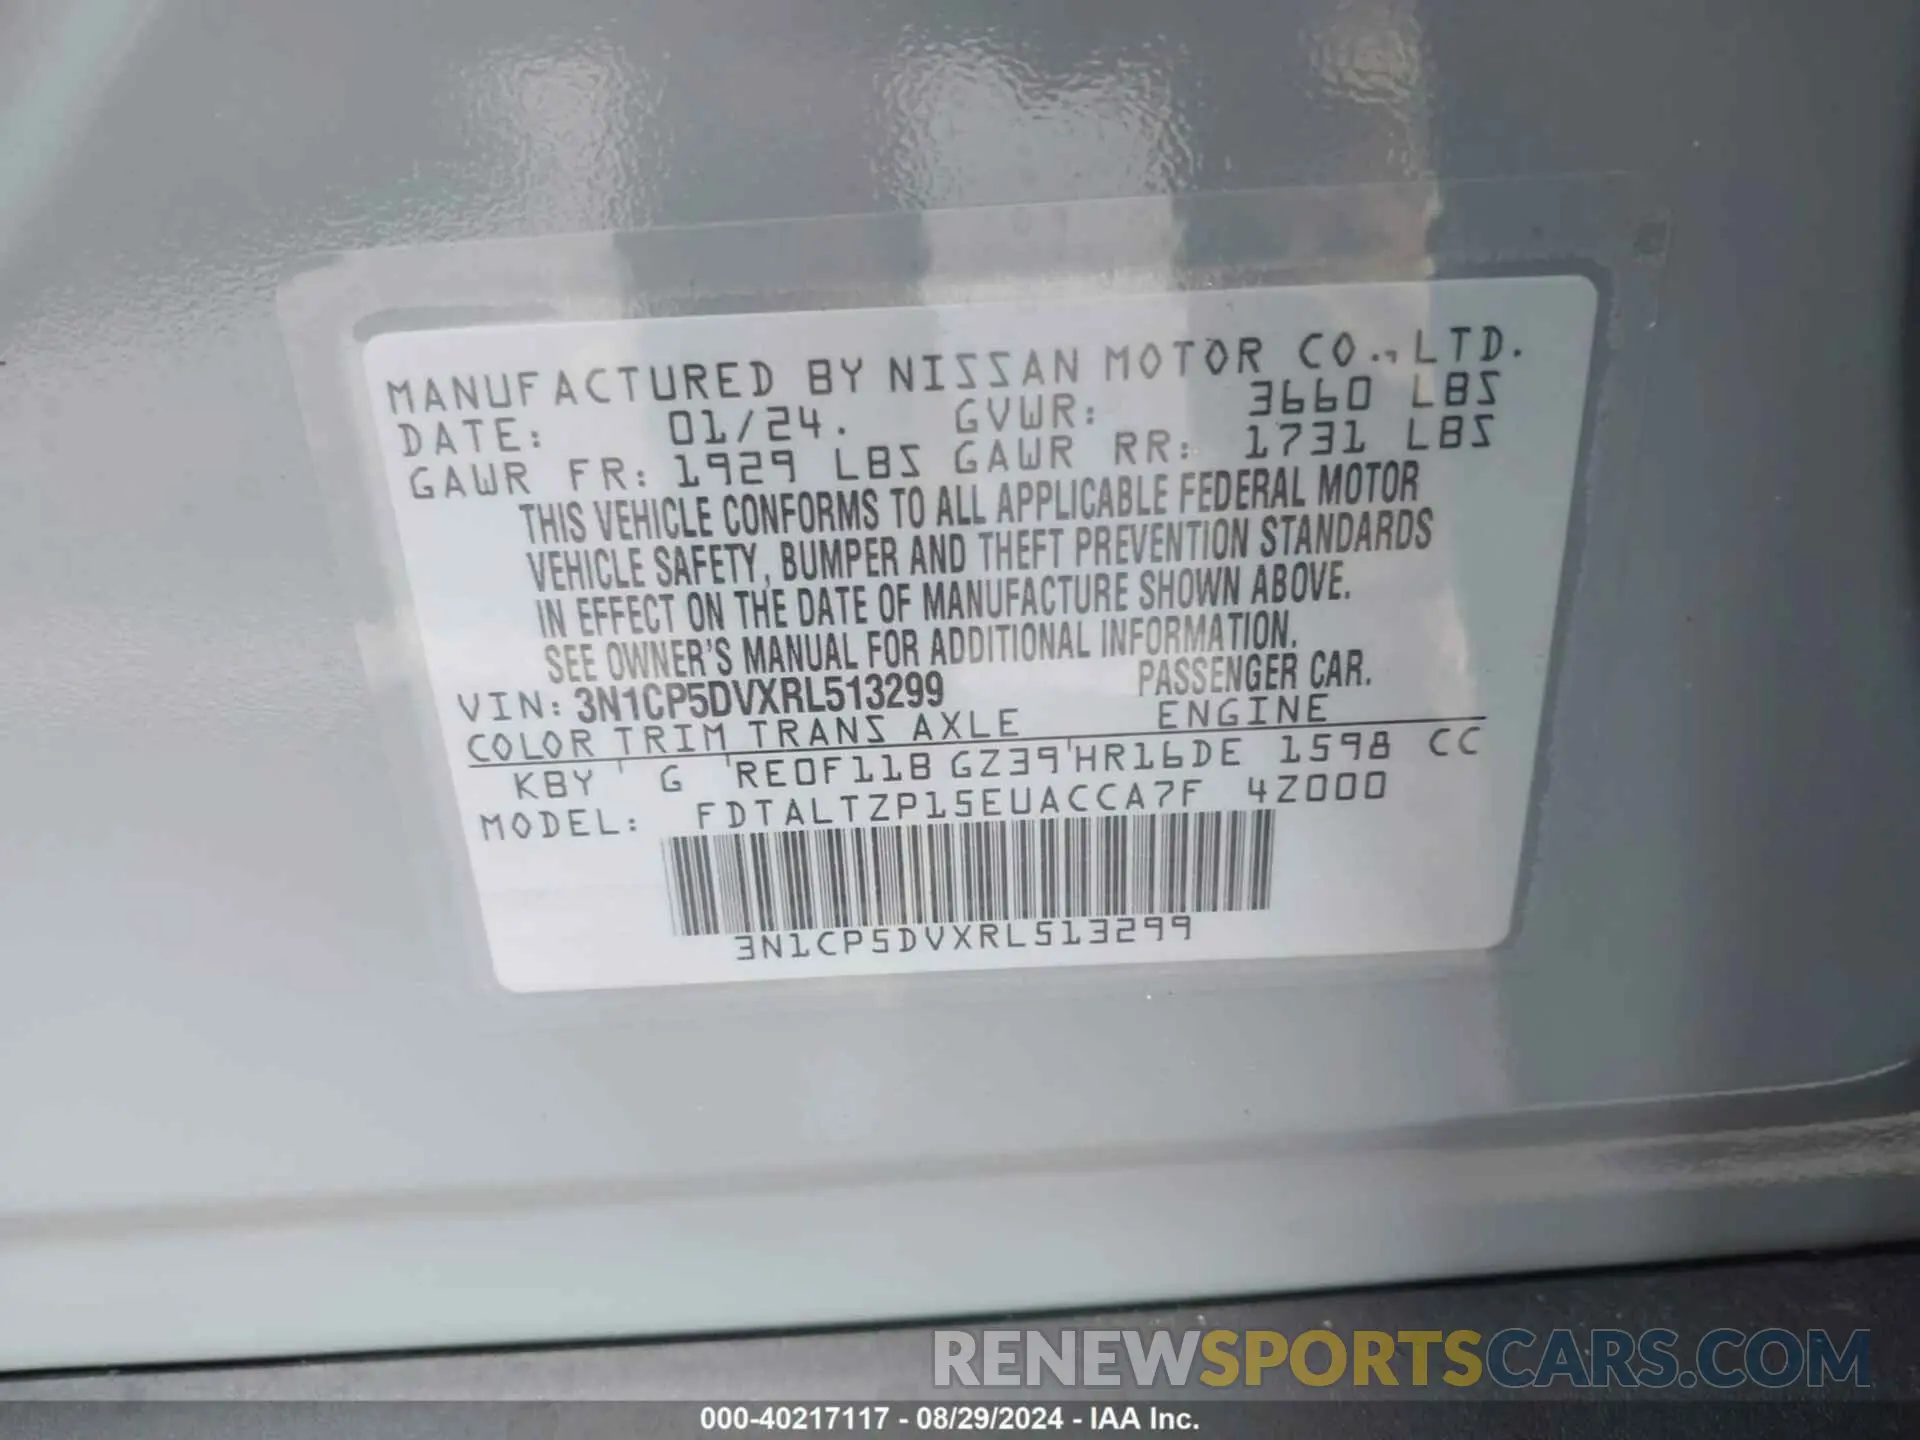 MANUFACTURED BY NISSAN MOTOR CO., LTD.
DATE: 01/24. GVWR: 3660 LBS
GAWR FR: 1929 LBS GAWR RR: 1731 LBS
THIS VEHICLE CONFORMS TO ALL APPLICABLE FEDERAL MOTOR
VEHICLE SAFETY, BUMPER AND THEFT PREVENTION STANDARDS
IN EFFECT ON THE DATE OF MANUFACTURE SHOWN ABOVE.
SEE OWNER'S MANUAL FOR ADDITIONAL INFORMATION.
VIN: 3N1CP5DVXRL513299 PASSENGER CAR.
COLOR TRIM TRANS AXLE ENGINE
KBY ' G ' RE0F11B GZ39 ' HR16DE 1598 CC
MODEL: FDTALTZP15EUACCA7F 4Z000
3N1CP5DVXRL513299
RENEWSPORTSCARS.COM
000-40217117 - 08/29/2024 - IAA Inc.